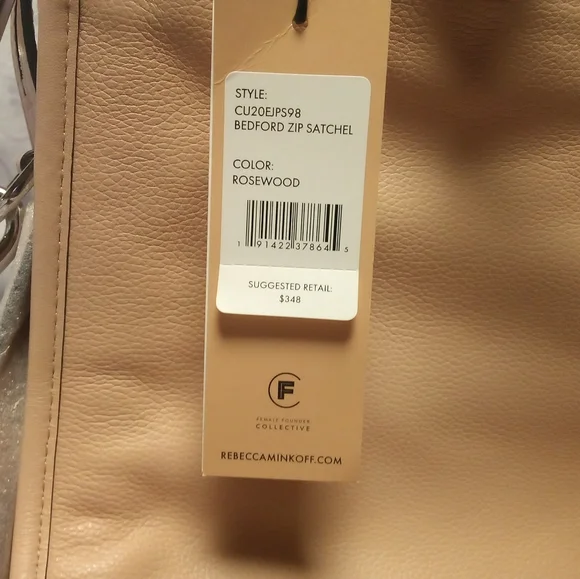 STYLE:
CU20EJPS98
BEDFORD ZIP SATCHEL
COLOR:
ROSEWOOD
1 91422 37864 5
SUGGESTED RETAIL:
$348
F
FEMALE FOUNDER
COLLECTIVE
REBECCAMINKOFF.COM